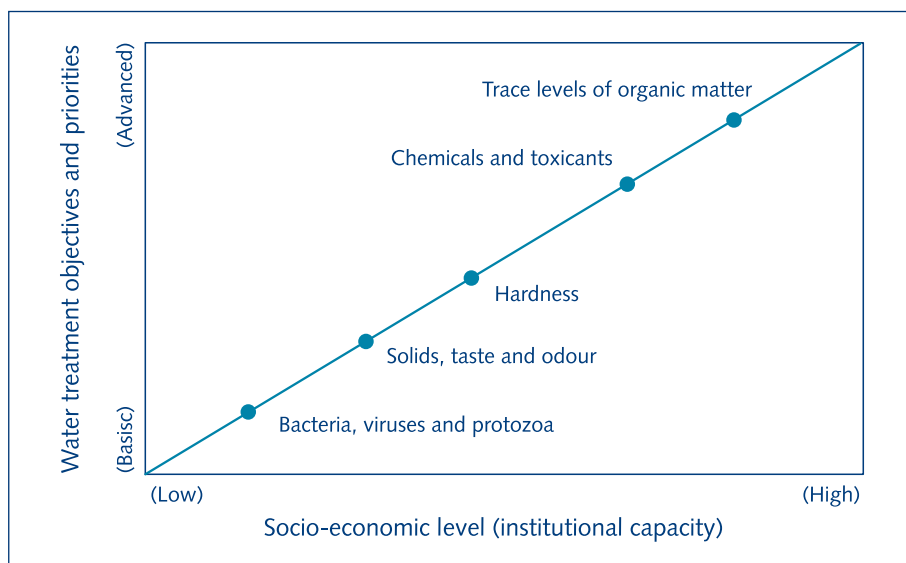 Water treatment objectives and priorities
(Advanced)
(Basisc)
Trace levels of organic matter
Chemicals and toxicants
Hardness
Solids, taste and odour
Bacteria, viruses and protozoa
(Low)
(High)
Socio-economic level (institutional capacity)